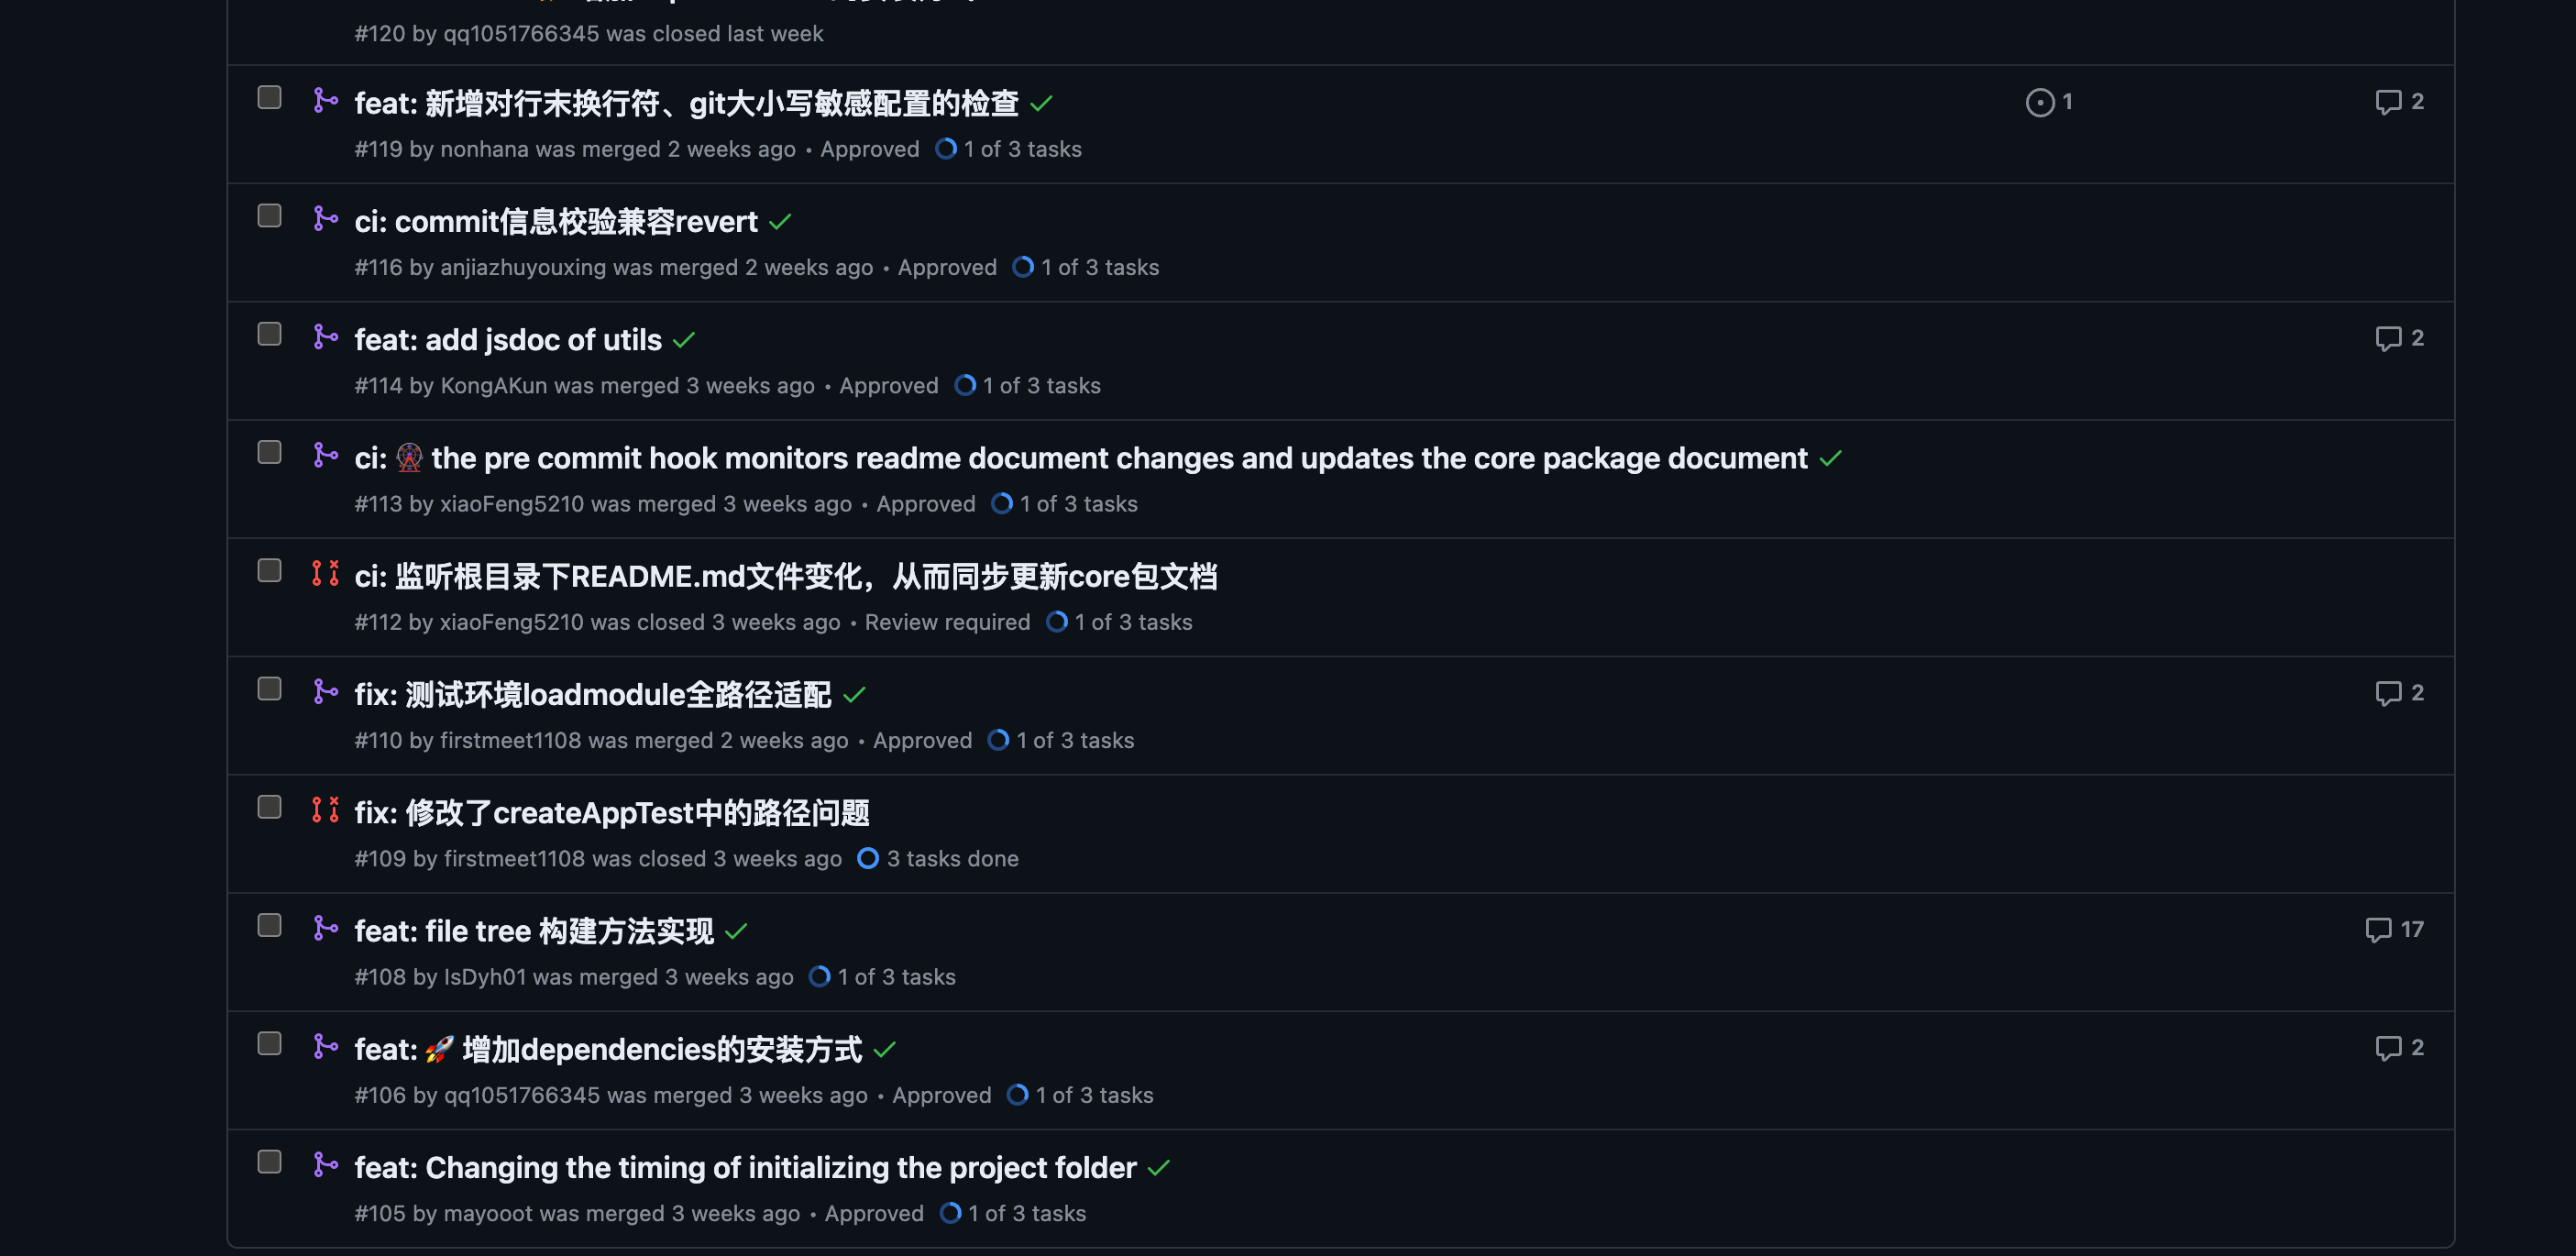 #120 by qq1051766345 was closed last week
feat: 新增对行末换行符、git大小写敏感配置的检查
1
2
#119 by nonhana was merged 2 weeks ago • Approved 1 of 3 tasks
ci: commit信息校验兼容revert
#116 by anjiazhuyouxing was merged 2 weeks ago • Approved 1 of 3 tasks
feat: add jsdoc of utils
2
#114 by KongAKun was merged 3 weeks ago • Approved 1 of 3 tasks
ci: 🎡 the pre commit hook monitors readme document changes and updates the core package document
#113 by xiaoFeng5210 was merged 3 weeks ago • Approved 1 of 3 tasks
ci: 监听根目录下README.md文件变化，从而同步更新core包文档
#112 by xiaoFeng5210 was closed 3 weeks ago • Review required 1 of 3 tasks
fix: 测试环境loadmodule全路径适配
2
#110 by firstmeet1108 was merged 2 weeks ago • Approved 1 of 3 tasks
fix: 修改了createAppTest中的路径问题
#109 by firstmeet1108 was closed 3 weeks ago 3 tasks done
feat: file tree 构建方法实现
17
#108 by IsDyh01 was merged 3 weeks ago 1 of 3 tasks
feat: 🚀 增加dependencies的安装方式
2
#106 by qq1051766345 was merged 3 weeks ago • Approved 1 of 3 tasks
feat: Changing the timing of initializing the project folder
#105 by mayooot was merged 3 weeks ago • Approved 1 of 3 tasks